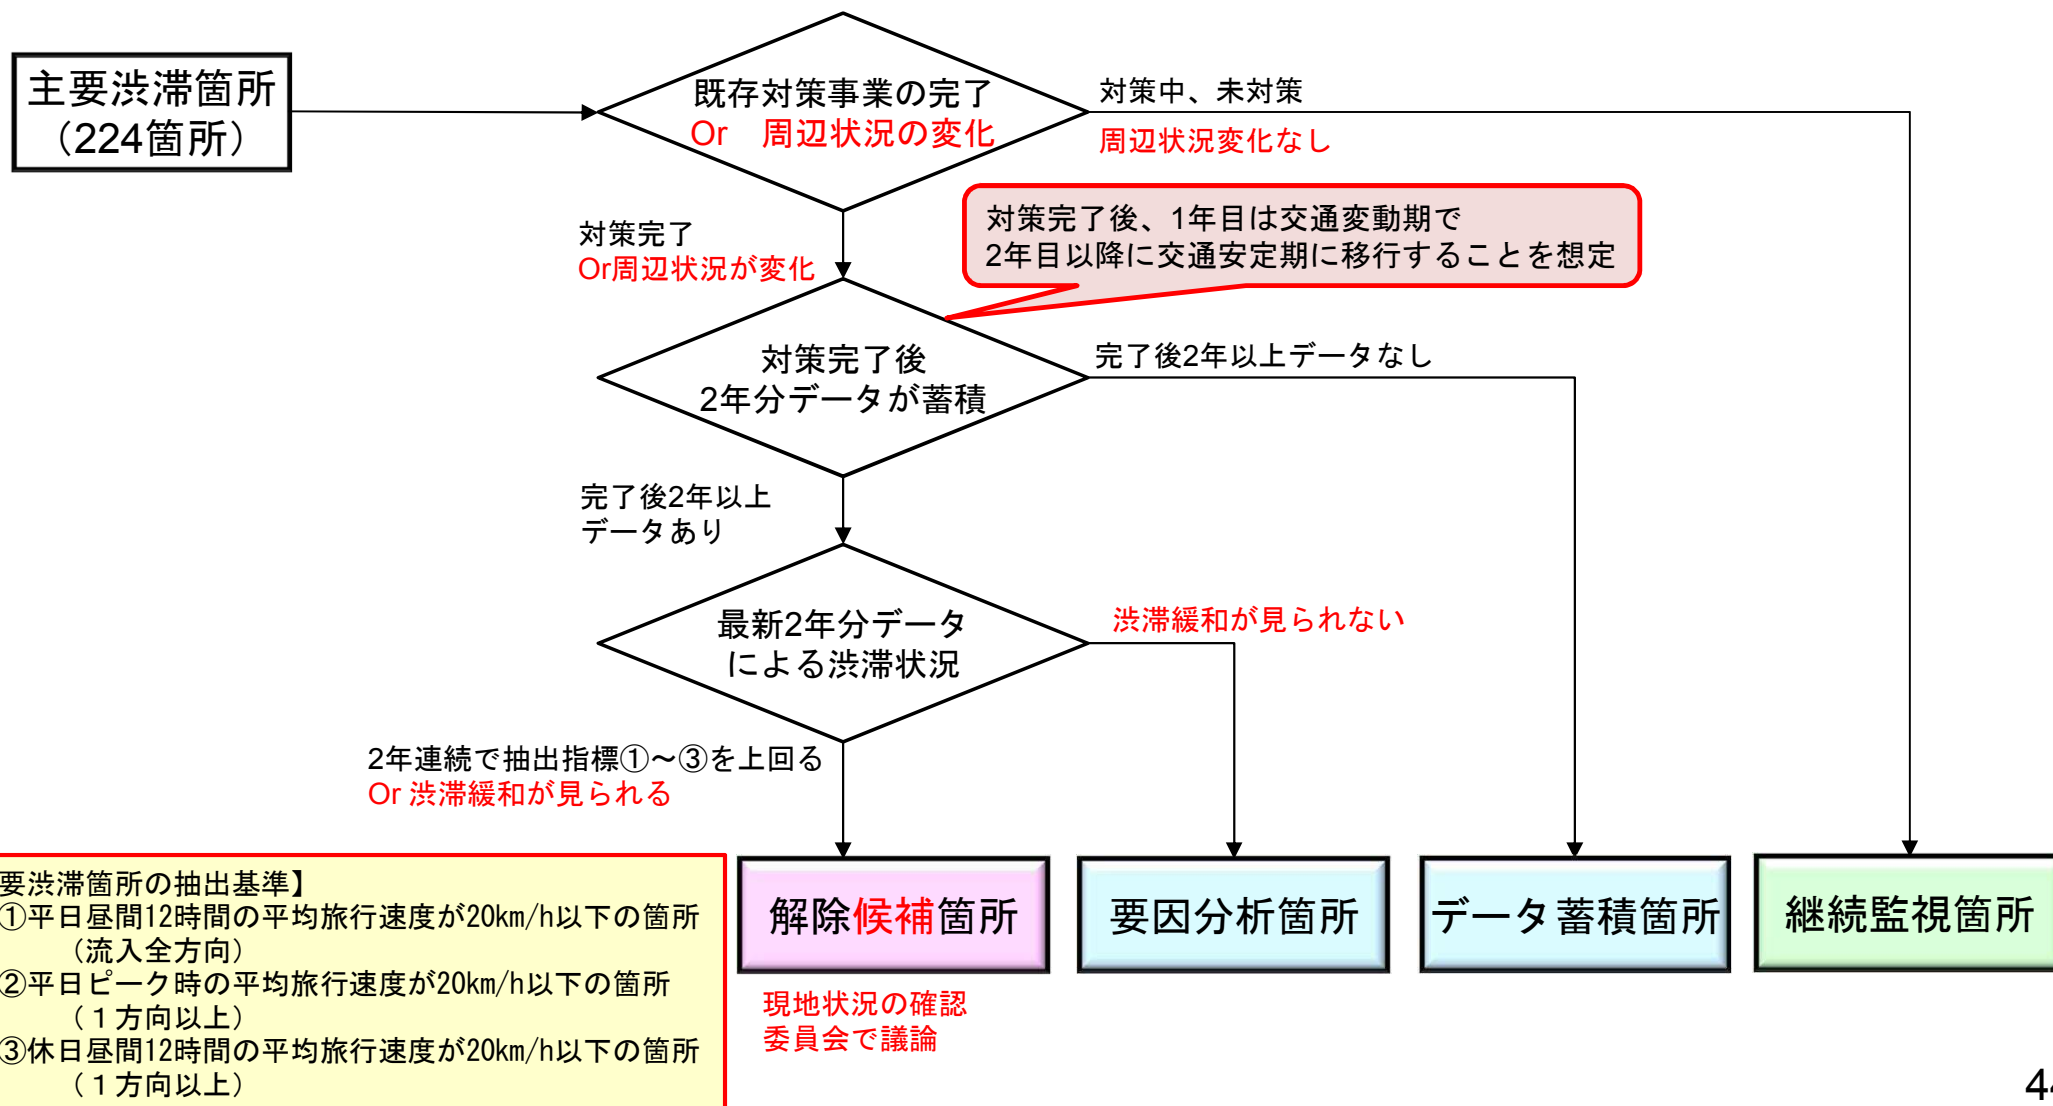 主要渋滞箇所
（224箇所）
既存対策事業の完了
Or　周辺状況の変化
対策中、未対策
周辺状況変化なし
対策完了
Or周辺状況が変化
対策完了後、1年目は交通変動期で
2年目以降に交通安定期に移行することを想定
対策完了後
2年分データが蓄積
完了後2年以上データなし
完了後2年以上
データあり
最新2年分データ
による渋滞状況
渋滞緩和が見られない
2年連続で抽出指標①～③を上回る
Or 渋滞緩和が見られる
要渋滞箇所の抽出基準】
①平日昼間12時間の平均旅行速度が20km/h以下の箇所
（流入全方向）
②平日ピーク時の平均旅行速度が20km/h以下の箇所
（１方向以上）
③休日昼間12時間の平均旅行速度が20km/h以下の箇所
（１方向以上）
解除候補箇所
要因分析箇所
データ蓄積箇所
継続監視箇所
現地状況の確認
委員会で議論
44